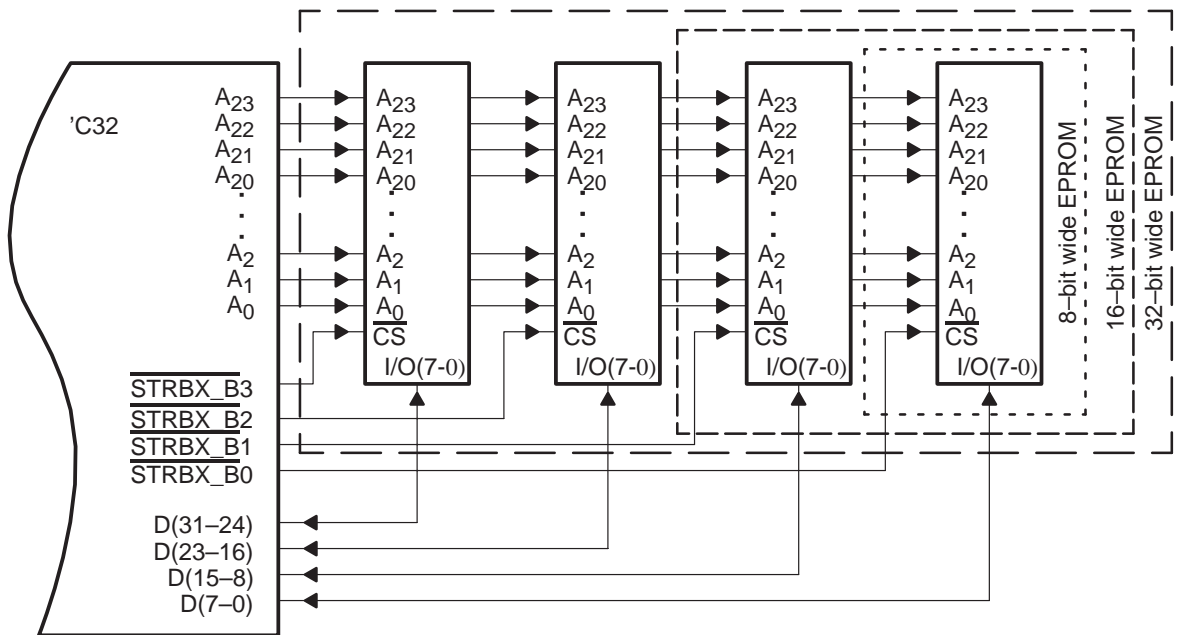 'C32
A23
A22
A21
A20
.
.
.
A2
A1
A0
STRBX_B3
STRBX_B2
STRBX_B1
STRBX_B0
D(31–24)
D(23–16)
D(15–8)
D(7–0)
A23
A22
A21
A20
.
.
.
A2
A1
A0
CS
I/O(7-0)
A23
A22
A21
A20
.
.
.
A2
A1
A0
CS
I/O(7-0)
A23
A22
A21
A20
.
.
.
A2
A1
A0
CS
I/O(7-0)
A23
A22
A21
A20
.
.
.
A2
A1
A0
CS
I/O(7-0)
8–bit wide EPROM
16–bit wide EPROM
32–bit wide EPROM